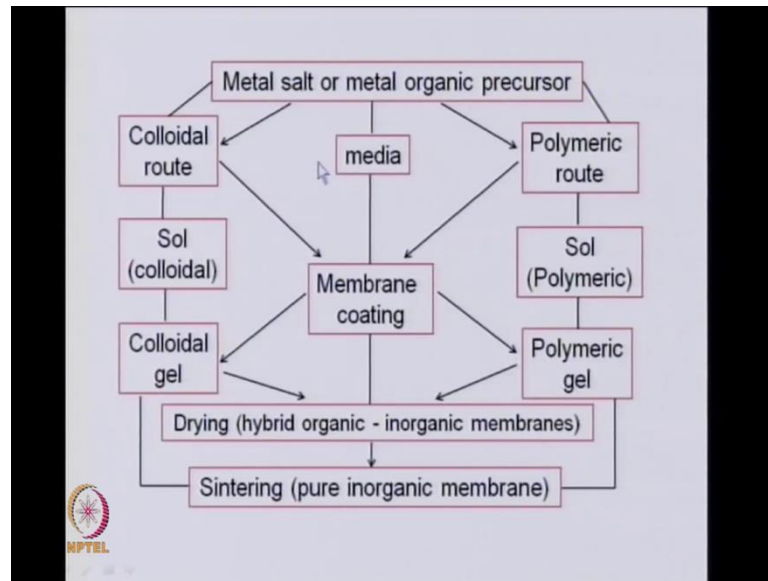 Metal salt or metal organic precursor
Colloidal
route
media
Polymeric
route
Sol
(colloidal)
Membrane
coating
Sol
(Polymeric)
Colloidal
gel
Polymeric
gel
Drying (hybrid organic - inorganic membranes)
Sintering (pure inorganic membrane)
NPTEL